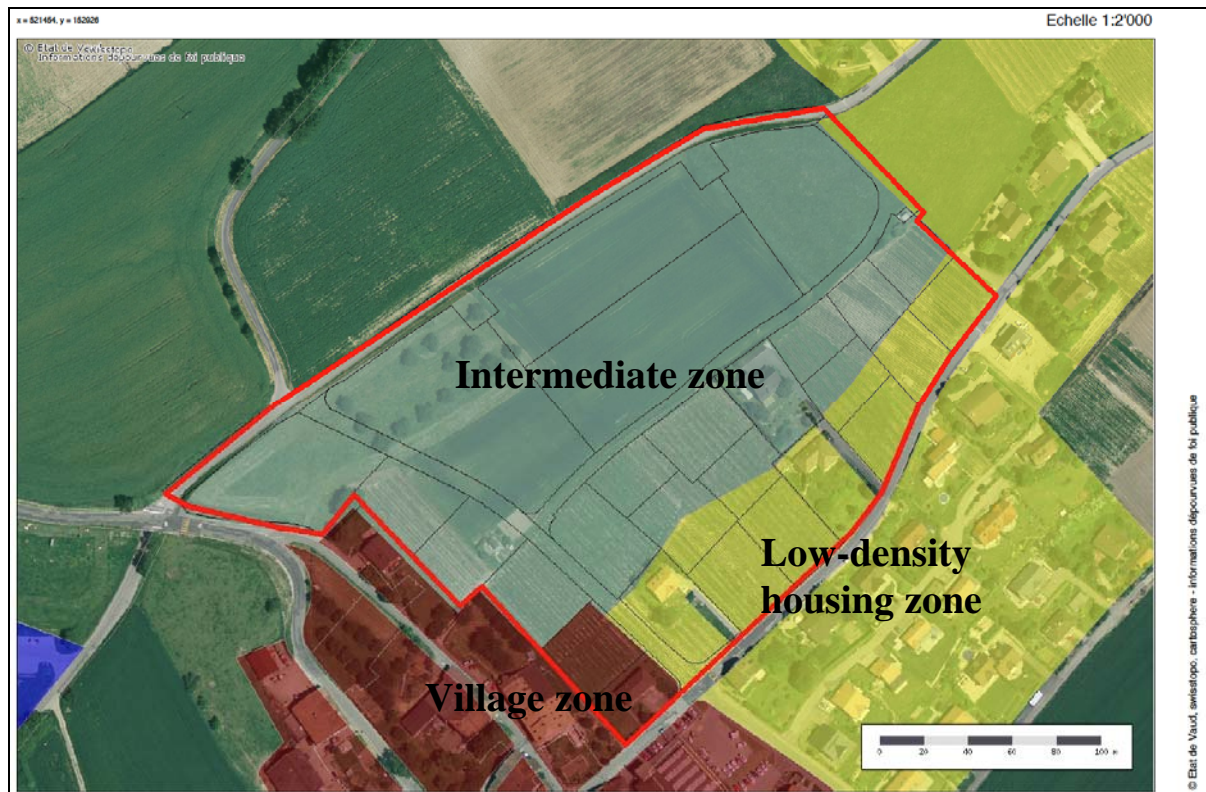 x = 521464, y = 152926
Echelle 1:2'000
© Etat de Vaud, swisstopo
Informations dépourvues de foi publique
Intermediate zone
Low-density
housing zone
Village zone
0 20 40 60 80 100 M
© Etat de Vaud, swisstopo, cartosphere - informations dépourvues de foi publique